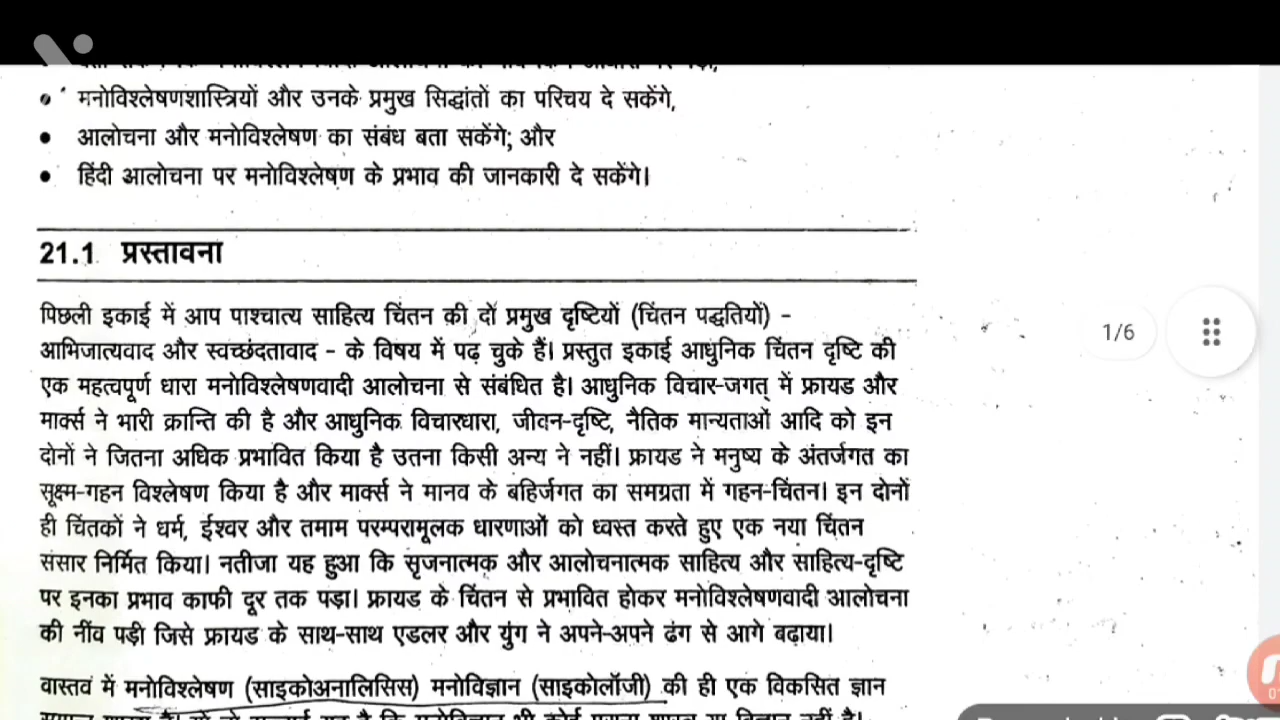 मनोविश्लेषणशास्त्रियों और उनके प्रमुख सिद्धांतों का परिचय दे सकेंगे,
आलोचना और मनोविश्लेषण का संबंध बता सकेंगे; और
हिंदी आलोचना पर मनोविश्लेषण के प्रभाव की जानकारी दे सकेंगे।
21.1 प्रस्तावना
पिछली इकाई में आप पाश्चात्य साहित्य चिंतन की दो प्रमुख दृष्टियों (चिंतन पद्धतियों) -
आभिजात्यवाद और स्वच्छंदतावाद - के विषय में पढ़ चुके हैं। प्रस्तुत इकाई आधुनिक चिंतन दृष्टि की
एक महत्वपूर्ण धारा मनोविश्लेषणवादी आलोचना से संबंधित है। आधुनिक विचार-जगत् में फ्रायड और
मार्क्स ने भारी क्रान्ति की है और आधुनिक विचारधारा, जीवन-दृष्टि, नैतिक मान्यताओं आदि को इन
दोनों ने जितना अधिक प्रभावित किया है उतना किसी अन्य ने नहीं। फ्रायड ने मनुष्य के अंतर्जगत का
सूक्ष्म-गहन विश्लेषण किया है और मार्क्स ने मानव के बहिर्जगत का समग्रता में गहन-चिंतन। इन दोनों
ही चिंतकों ने धर्म, ईश्वर और तमाम परम्परामूलक धारणाओं को ध्वस्त करते हुए एक नया चिंतन
संसार निर्मित किया। नतीजा यह हुआ कि सृजनात्मक और आलोचनात्मक साहित्य और साहित्य-दृष्टि
पर इनका प्रभाव काफी दूर तक पड़ा। फ्रायड के चिंतन से प्रभावित होकर मनोविश्लेषणवादी आलोचना
की नींव पड़ी जिसे फ्रायड के साथ-साथ एडलर और युंग ने अपने-अपने ढंग से आगे बढ़ाया।
वास्तव में मनोविश्लेषण (साइकोअनालिसिस) मनोविज्ञान (साइकोलॉजी) की ही एक विकसित ज्ञान
1/6